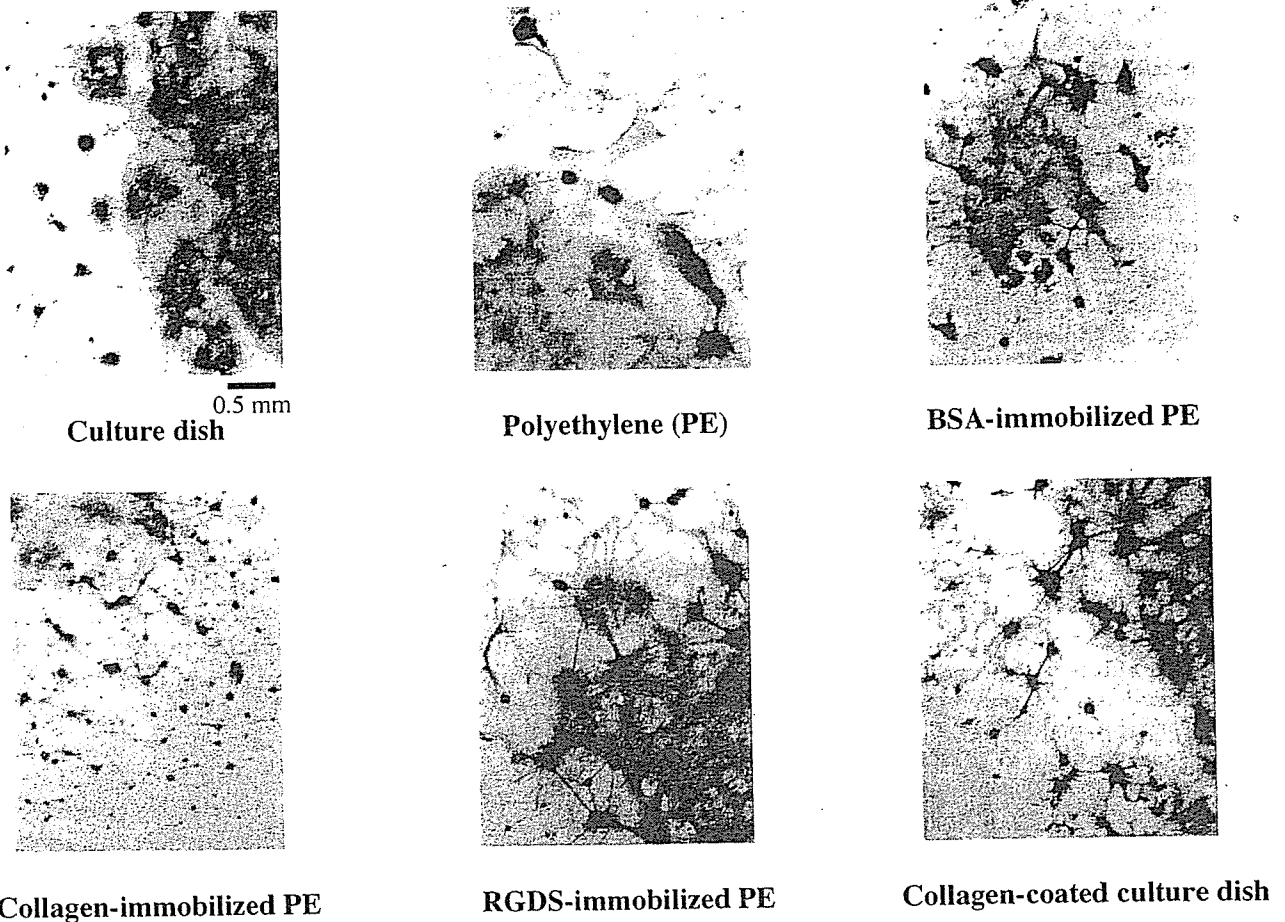 0.5 mm
Culture dish
Polyethylene (PE)
BSA-immobilized PE
Collagen-immobilized PE
RGDS-immobilized PE
Collagen-coated culture dish